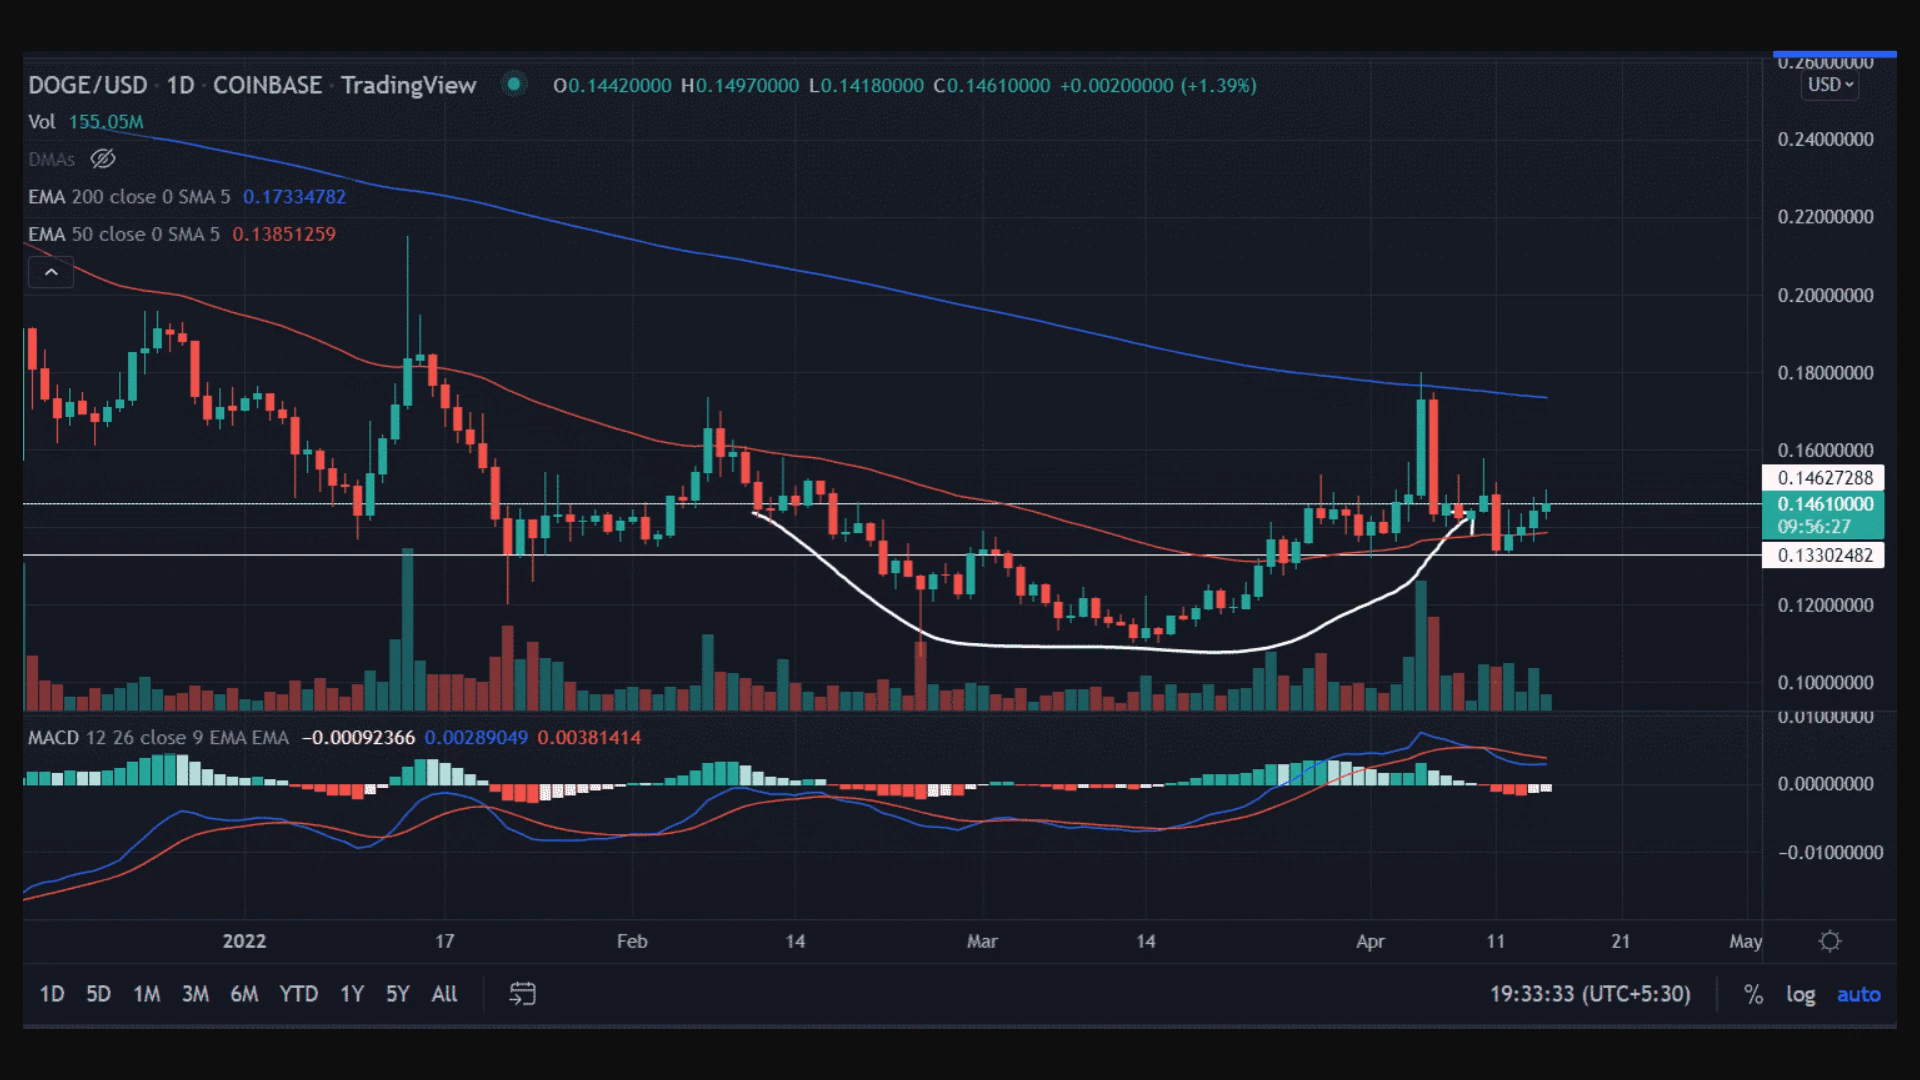 0.26000000
DOGE/USD · 1D · COINBASE · TradingView O0.14420000 H0.14970000 L0.14180000 C0.14610000 +0.00200000 (+1.39%)
USD
Vol 155.05M
0.24000000
DMAs
EMA 200 close 0 SMA 5 0.17334782
0.22000000
EMA 50 close 0 SMA 5 0.13851259
0.20000000
0.18000000
0.16000000
0.14627288
0.14610000
09:56:27
0.13302482
0.12000000
0.10000000
0.01000000
MACD 12 26 close 9 EMA EMA −0.00092366 0.00289049 0.00381414
0.00000000
−0.01000000
2022 17 Feb 14 Mar 14 Apr 11 21 May
1D 5D 1M 3M 6M YTD 1Y 5Y All 19:33:33 (UTC+5:30) % log auto